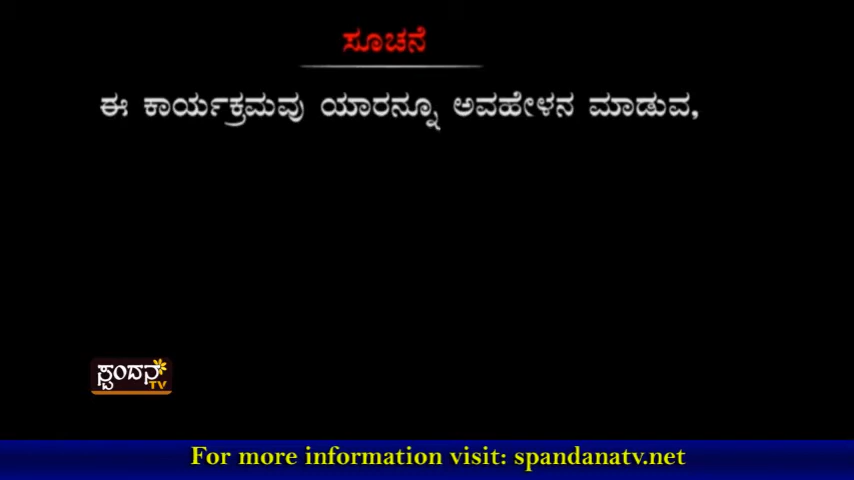 ಸೂಚನೆ
ಈ ಕಾರ್ಯಕ್ರಮವು ಯಾರನ್ನೂ ಅವಹೇಳನ ಮಾಡುವ,
ಸ್ಪಂದನ
TV
For more information visit: spandanatv.net